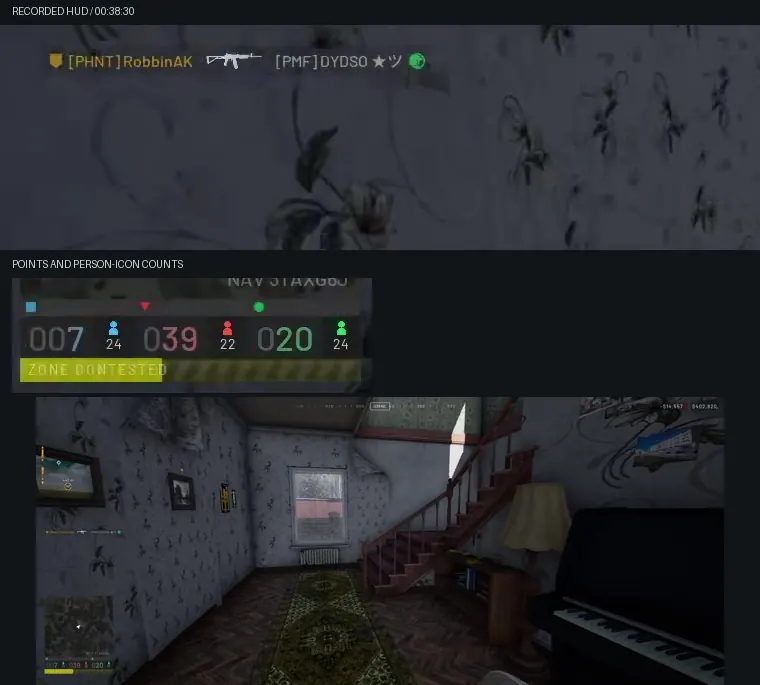 RECORDED HUD / 00:38:30
[PHNT] RobbinAK [PMF] DYDSO ★ツ
POINTS AND PERSON-ICON COUNTS
007 24 039 22 020 24
ZONE DONTESTED